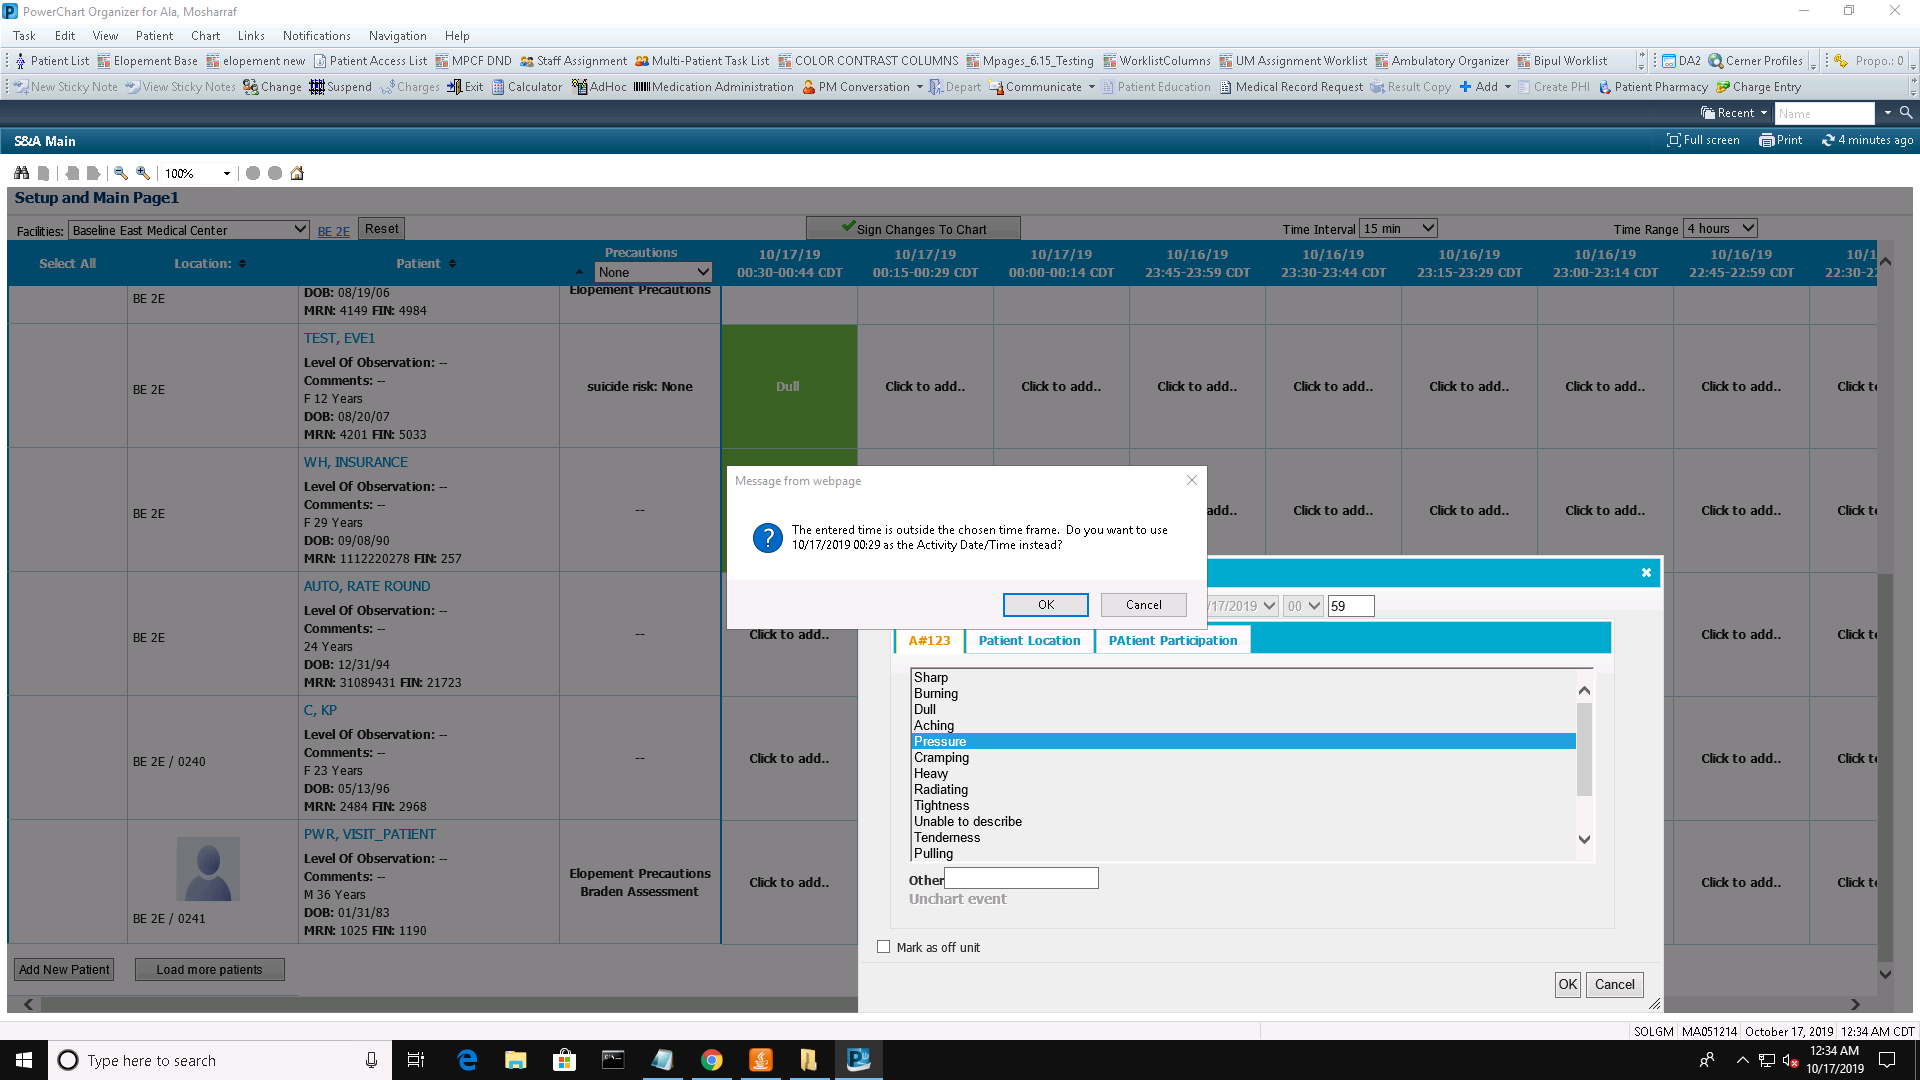 PowerChart Organizer for Ala, Mosharraf
Task Edit View Patient Chart Links Notifications Navigation Help
Patient List Elopement Base elopement new Patient Access List MPCF DND Staff Assignment Multi-Patient Task List COLOR CONTRAST COLUMNS Mpages_6.15_Testing WorklistColumns UM Assignment Worklist Ambulatory Organizer Bipul Worklist DA2 Cerner Profiles Propo.: 0
New Sticky Note View Sticky Notes Change Suspend Charges Exit Calculator AdHoc Medication Administration PM Conversation Depart Communicate Patient Education Medical Record Request Result Copy Add Create PHI Patient Pharmacy Charge Entry
Recent Name
S&A Main Full screen Print 4 minutes ago
100%
Setup and Main Page1
Facilities: Baseline East Medical Center BE 2E Reset Sign Changes To Chart Time Interval 15 min Time Range 4 hours
Select All Location: Patient Precautions None
10/17/19 00:30-00:44 CDT
10/17/19 00:15-00:29 CDT
10/17/19 00:00-00:14 CDT
10/16/19 23:45-23:59 CDT
10/16/19 23:30-23:44 CDT
10/16/19 23:15-23:29 CDT
10/16/19 23:00-23:14 CDT
10/16/19 22:45-22:59 CDT
10/1
22:30-2
BE 2E
DOB: 08/19/06
MRN: 4149 FIN: 4984
Elopement Precautions
BE 2E
TEST, EVE1
Level Of Observation: --
Comments: --
F 12 Years
DOB: 08/20/07
MRN: 4201 FIN: 5033
suicide risk: None
Dull Click to add.. Click to add.. Click to add.. Click to add.. Click to add.. Click to add.. Click to add.. Click t
BE 2E
WH, INSURANCE
Level Of Observation: --
Comments: --
F 29 Years
DOB: 09/08/90
MRN: 1112220278 FIN: 257
--
add.. Click to add.. Click to add.. Click to add.. Click to add.. Click t
BE 2E
AUTO, RATE ROUND
Level Of Observation: --
Comments: --
24 Years
DOB: 12/31/94
MRN: 31089431 FIN: 21723
--
Click to add.. Click to add.. Click t
BE 2E / 0240
C, KP
Level Of Observation: --
Comments: --
F 23 Years
DOB: 05/13/96
MRN: 2484 FIN: 2968
--
Click to add.. Click to add.. Click t
BE 2E / 0241
PWR, VISIT_PATIENT
Level Of Observation: --
Comments: --
M 36 Years
DOB: 01/31/83
MRN: 1025 FIN: 1190
Elopement Precautions
Braden Assessment
Click to add.. Click to add.. Click t
Message from webpage
The entered time is outside the chosen time frame. Do you want to use
10/17/2019 00:29 as the Activity Date/Time instead?
OK Cancel
/17/2019 00 59
A#123 Patient Location PAtient Participation
Sharp
Burning
Dull
Aching
Pressure
Cramping
Heavy
Radiating
Tightness
Unable to describe
Tenderness
Pulling
Other
Unchart event
Mark as off unit
OK Cancel
Add New Patient Load more patients
SOLGM MA051214 October 17, 2019 12:34 AM CDT
Type here to search
12:34 AM
10/17/2019